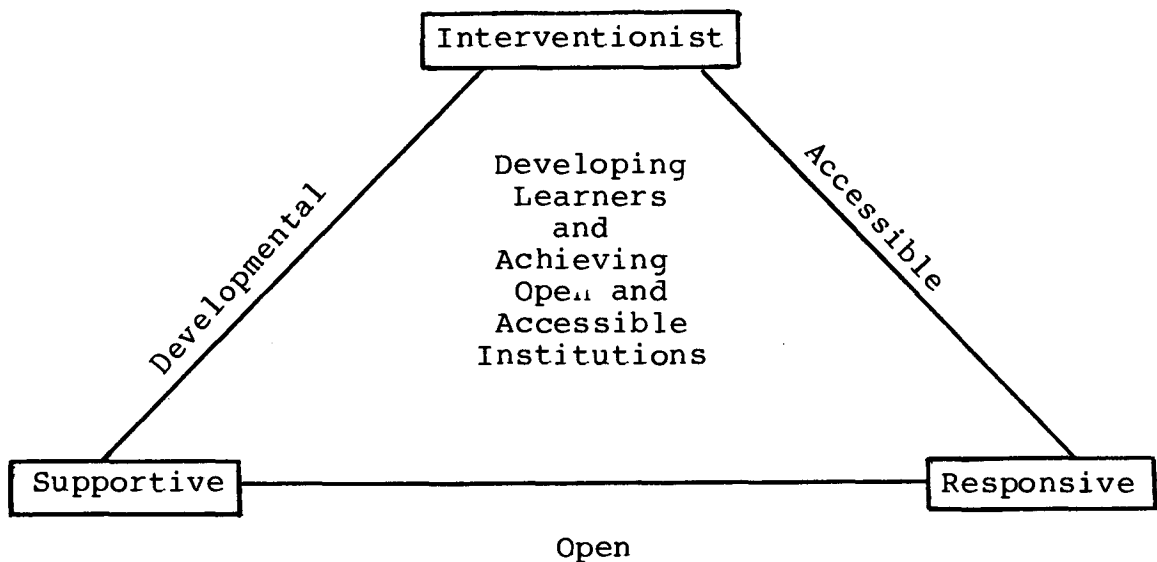 Interventionist
Developmental
Accessible
Developing
Learners
and
Achieving
Open and
Accessible
Institutions
Supportive
Responsive
Open